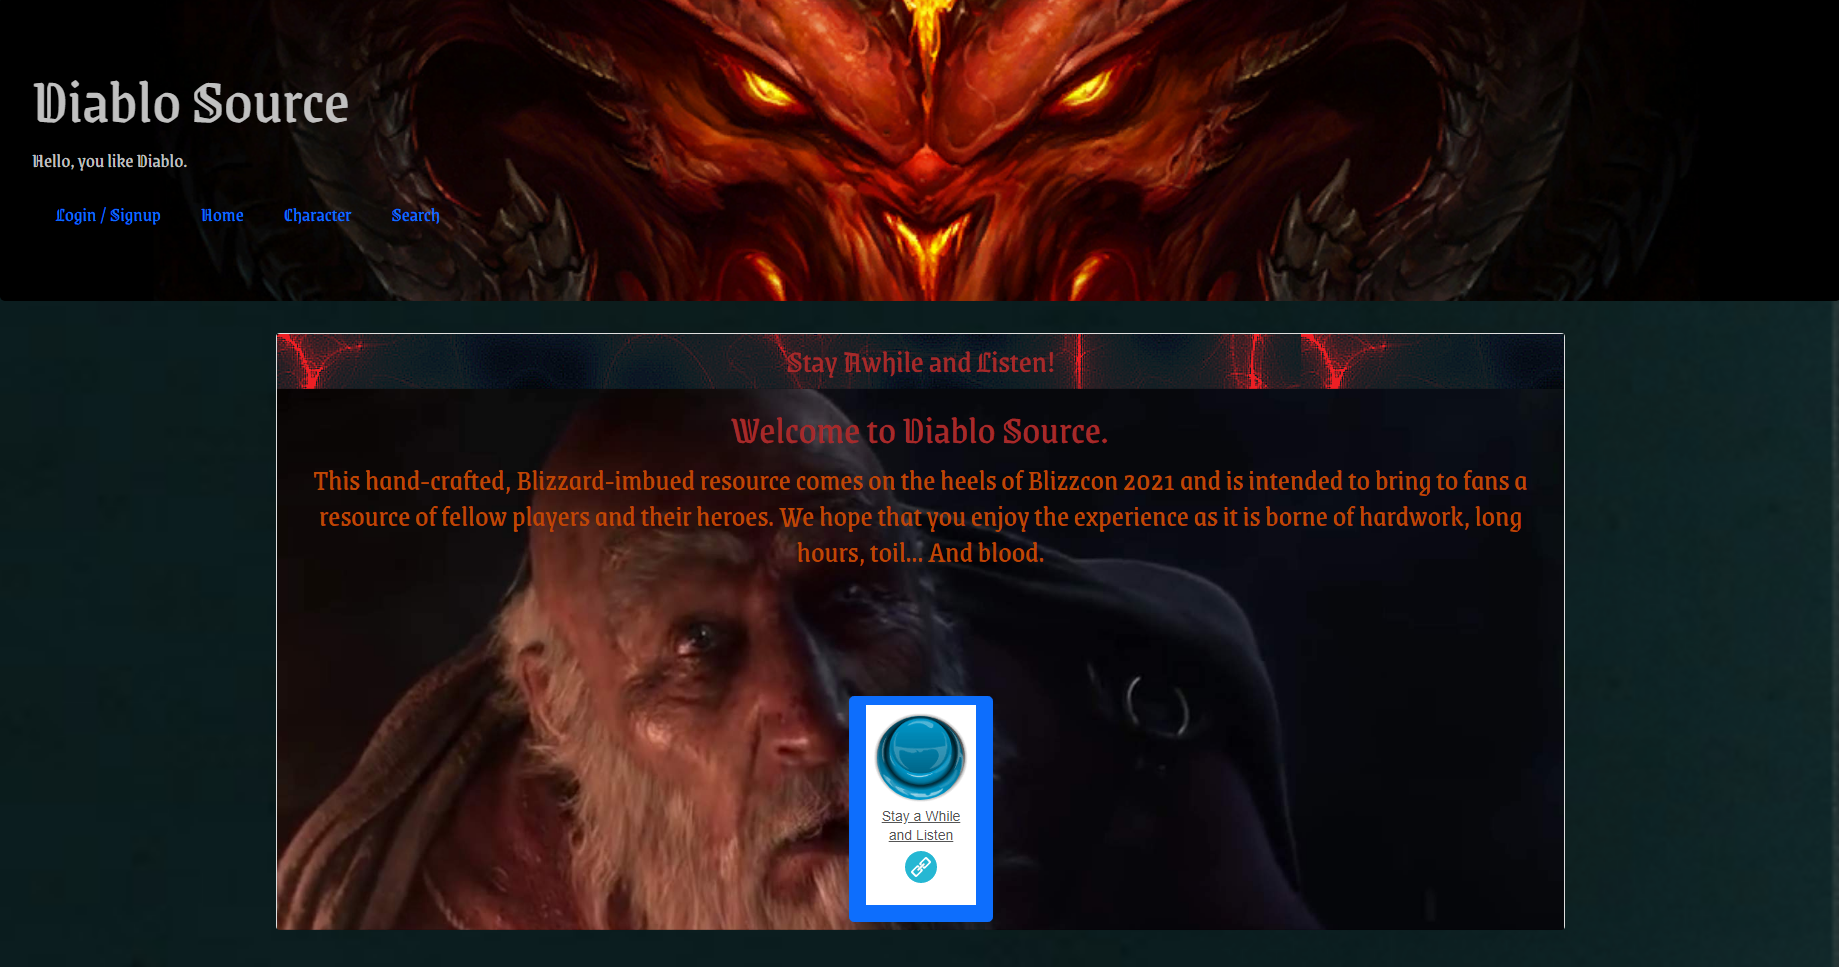 Diablo Source
Hello, you like Diablo.
Login / Signup Home Character Search
Stay Awhile and Listen!
Welcome to Diablo Source.
This hand-crafted, Blizzard-imbued resource comes on the heels of Blizzcon 2021 and is intended to bring to fans a
resource of fellow players and their heroes. We hope that you enjoy the experience as it is borne of hardwork, long
hours, toil... And blood.
Stay a While
and Listen